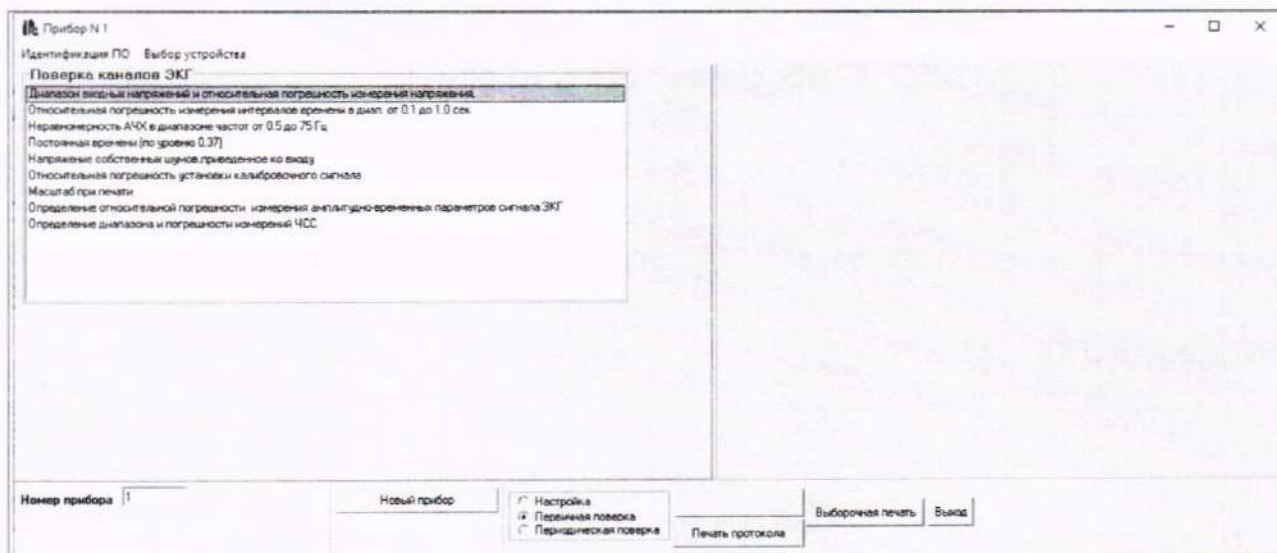 Прибор N 1
Идентификация ПО Выбор устройства
Поверка каналов ЭКГ
Диапазон входных напряжений и относительная погрешность измерения напряжения.
Относительная погрешность измерения интервалов времени в диап. от 0.1 до 1.0 сек
Неравномерность АЧХ в диапазоне частот от 0.5 до 75 Гц
Постоянная времени (по уровню 0.37)
Напряжение собственных шумов,приведенное ко входу
Относительная погрешность установки калибровочного сигнала
Масштаб при печати
Определение относительной погрешности измерения амплитудно-временных параметров сигнала ЭКГ
Определение диапазона и погрешности измерений ЧСС
Номер прибора 1
Новый прибор
Настройка
Первичная поверка
Периодическая поверка
Печать протокола
Выборочная печать
Выход